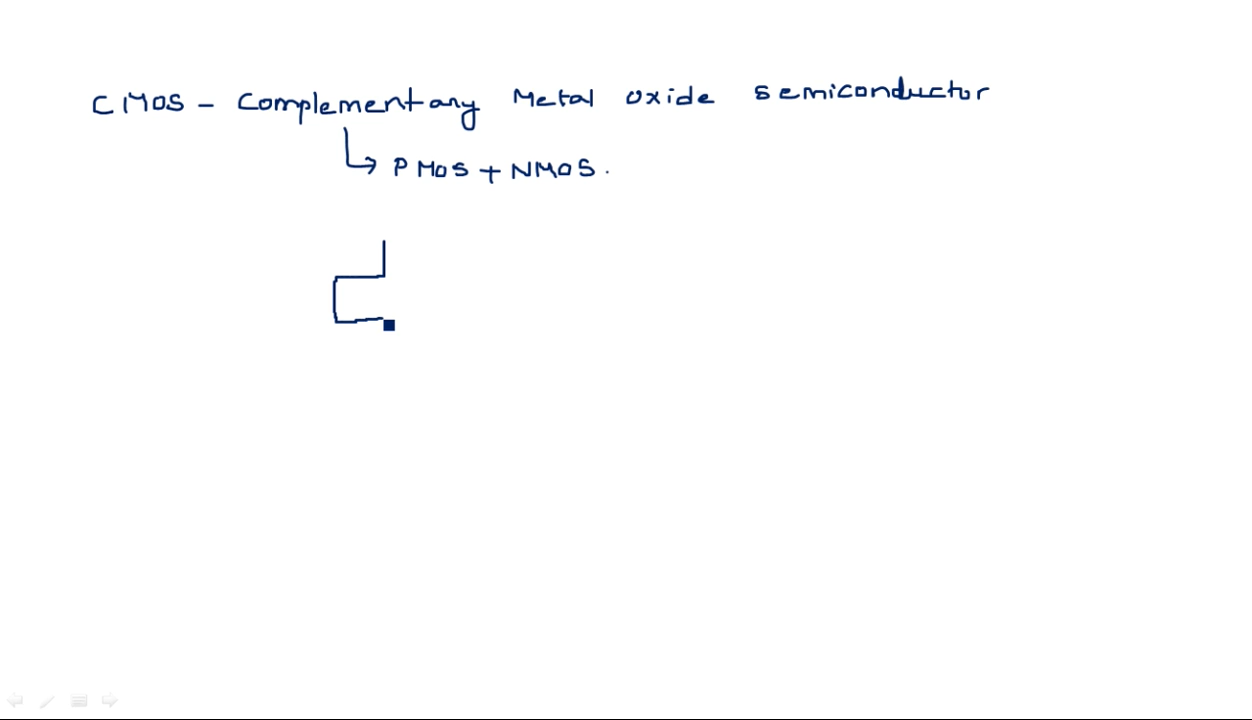 CMOS - Complementary Metal Oxide semiconductor
↳ PMOS + NMOS.